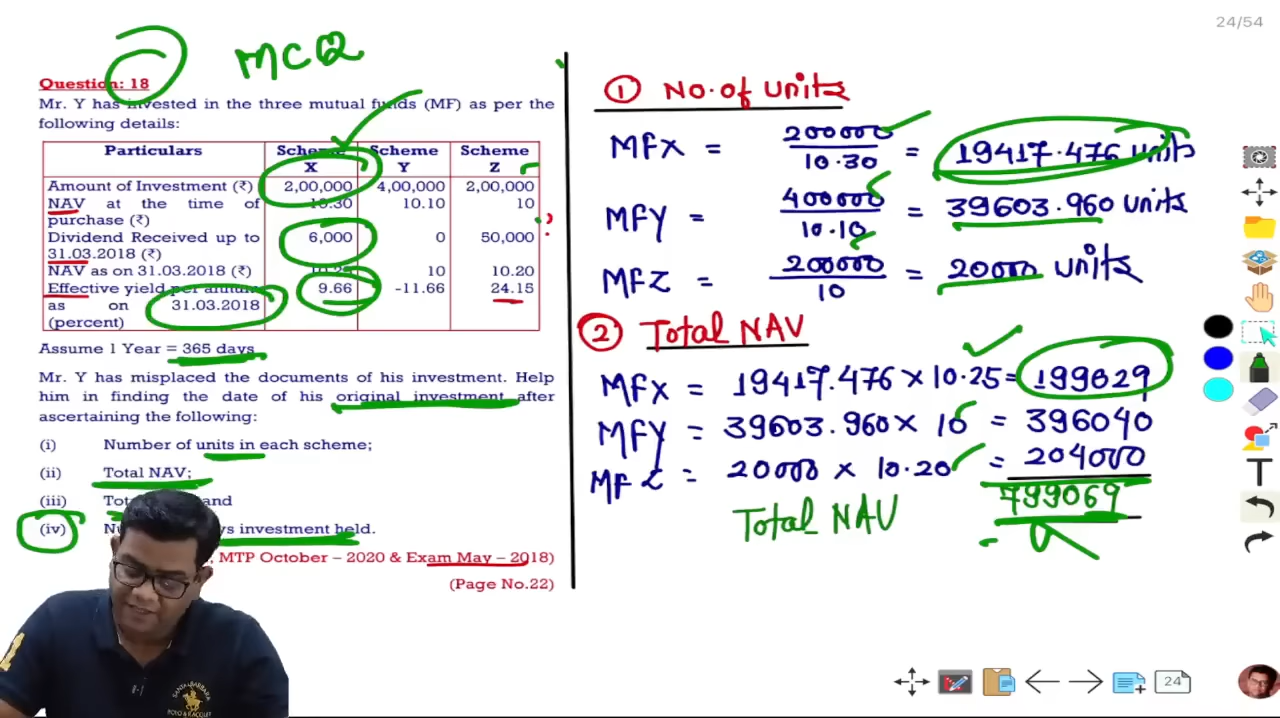 24/54
MCQ
Question: 18
Mr. Y has invested in the three mutual funds (MF) as per the
following details:
Particulars Scheme X Scheme Y Scheme Z
Amount of Investment (₹) 2,00,000 4,00,000 2,00,000
NAV at the time of purchase (₹) 10.30 10.10 10
Dividend Received up to 31.03.2018 (₹) 6,000 0 50,000
NAV as on 31.03.2018 (₹) 10.25 10 10.20
Effective yield per annum as on 31.03.2018 (percent) 9.66 -11.66 24.15
Assume 1 Year = 365 days
Mr. Y has misplaced the documents of his investment. Help
him in finding the date of his original investment after
ascertaining the following:
(i) Number of units in each scheme;
(ii) Total NAV;
(iii) and
(iv) investment held.
MTP October – 2020 & Exam May – 2018)
(Page No.22)
① No. of units
MFX = 200000 / 10.30 = 19417.476 units
MFY = 400000 / 10.10 = 39603.960 units
MFZ = 200000 / 10 = 20000 units
② Total NAV
MFX = 19417.476 × 10.25 = 199029
MFY = 39603.960 × 10 = 396040
MFZ = 20000 × 10.20 = 204000
Total NAV 799069
24